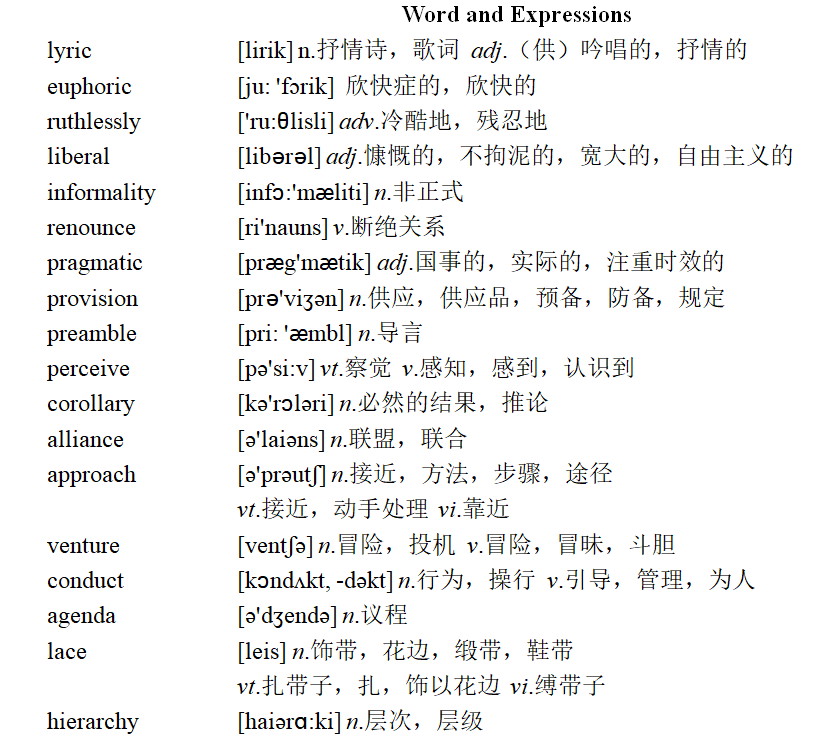 Word and Expressions
lyric [lirik] n.抒情诗，歌词 adj.（供）吟唱的，抒情的
euphoric [ju: 'fərik] 欣快症的，欣快的
ruthlessly ['ru:θlisli] adv.冷酷地，残忍地
liberal [libərəl] adj.慷慨的，不拘泥的，宽大的，自由主义的
informality [infɔ:'mæliti] n.非正式
renounce [ri'nauns] v.断绝关系
pragmatic [præg'mætik] adj.国事的，实际的，注重时效的
provision [prə'viʒən] n.供应，供应品，预备，防备，规定
preamble [pri: 'æmbl] n.导言
perceive [pə'si:v] vt.察觉 v.感知，感到，认识到
corollary [kə'rɔləri] n.必然的结果，推论
alliance [ə'laiəns] n.联盟，联合
approach [ə'prəutʃ] n.接近，方法，步骤，途径
vt.接近，动手处理 vi.靠近
venture [ventʃə] n.冒险，投机 v.冒险，冒昧，斗胆
conduct [kɔndʌkt, -dəkt] n.行为，操行 v.引导，管理，为人
agenda [ə'dʒendə] n.议程
lace [leis] n.饰带，花边，缎带，鞋带
vt.扎带子，扎，饰以花边 vi.缚带子
hierarchy [haiərɑ:ki] n.层次，层级